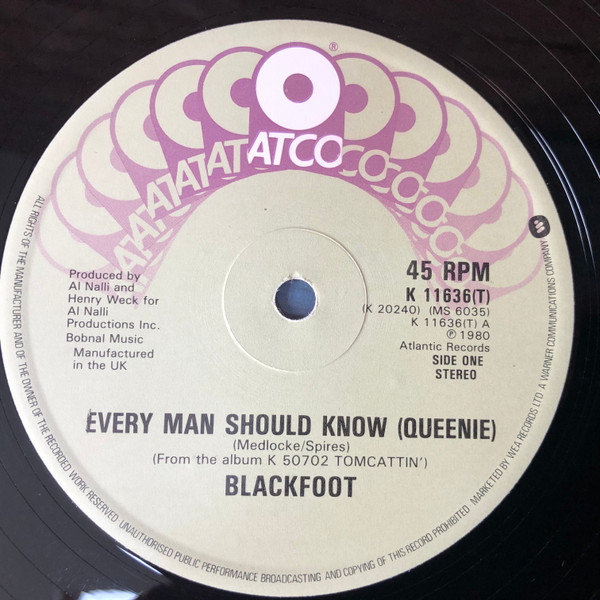 ®
ATATATATATCOCOCOCOCO
Produced by
Al Nalli and
Henry Weck for
Al Nalli
Productions Inc.
Bobnal Music
Manufactured
in the UK
45 RPM
K 11636(T)
(K 20240) (MS 6035)
K 11636(T) A
℗ 1980
Atlantic Records
SIDE ONE
STEREO
EVERY MAN SHOULD KNOW (QUEENIE)
(Medlocke/Spires)
(From the album K 50702 TOMCATTIN')
BLACKFOOT
ALL RIGHTS OF THE MANUFACTURER AND OF THE OWNER OF THE RECORDED WORK RESERVED UNAUTHORISED PUBLIC PERFORMANCE BROADCASTING AND COPYING OF THIS RECORD PROHIBITED MARKETED BY WEA RECORDS LTD A WARNER COMMUNICATIONS COMPANY